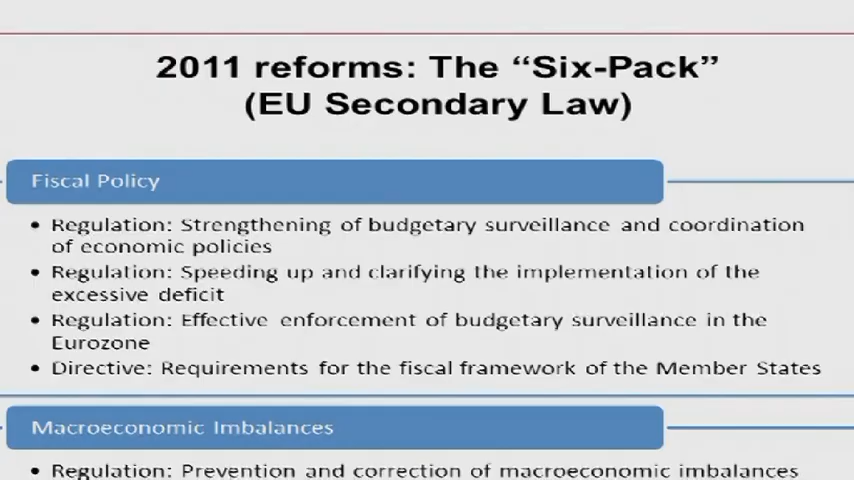 2011 reforms: The “Six-Pack”
(EU Secondary Law)
Fiscal Policy
• Regulation: Strengthening of budgetary surveillance and coordination
of economic policies
• Regulation: Speeding up and clarifying the implementation of the
excessive deficit
• Regulation: Effective enforcement of budgetary surveillance in the
Eurozone
• Directive: Requirements for the fiscal framework of the Member States
Macroeconomic Imbalances
• Regulation: Prevention and correction of macroeconomic imbalances